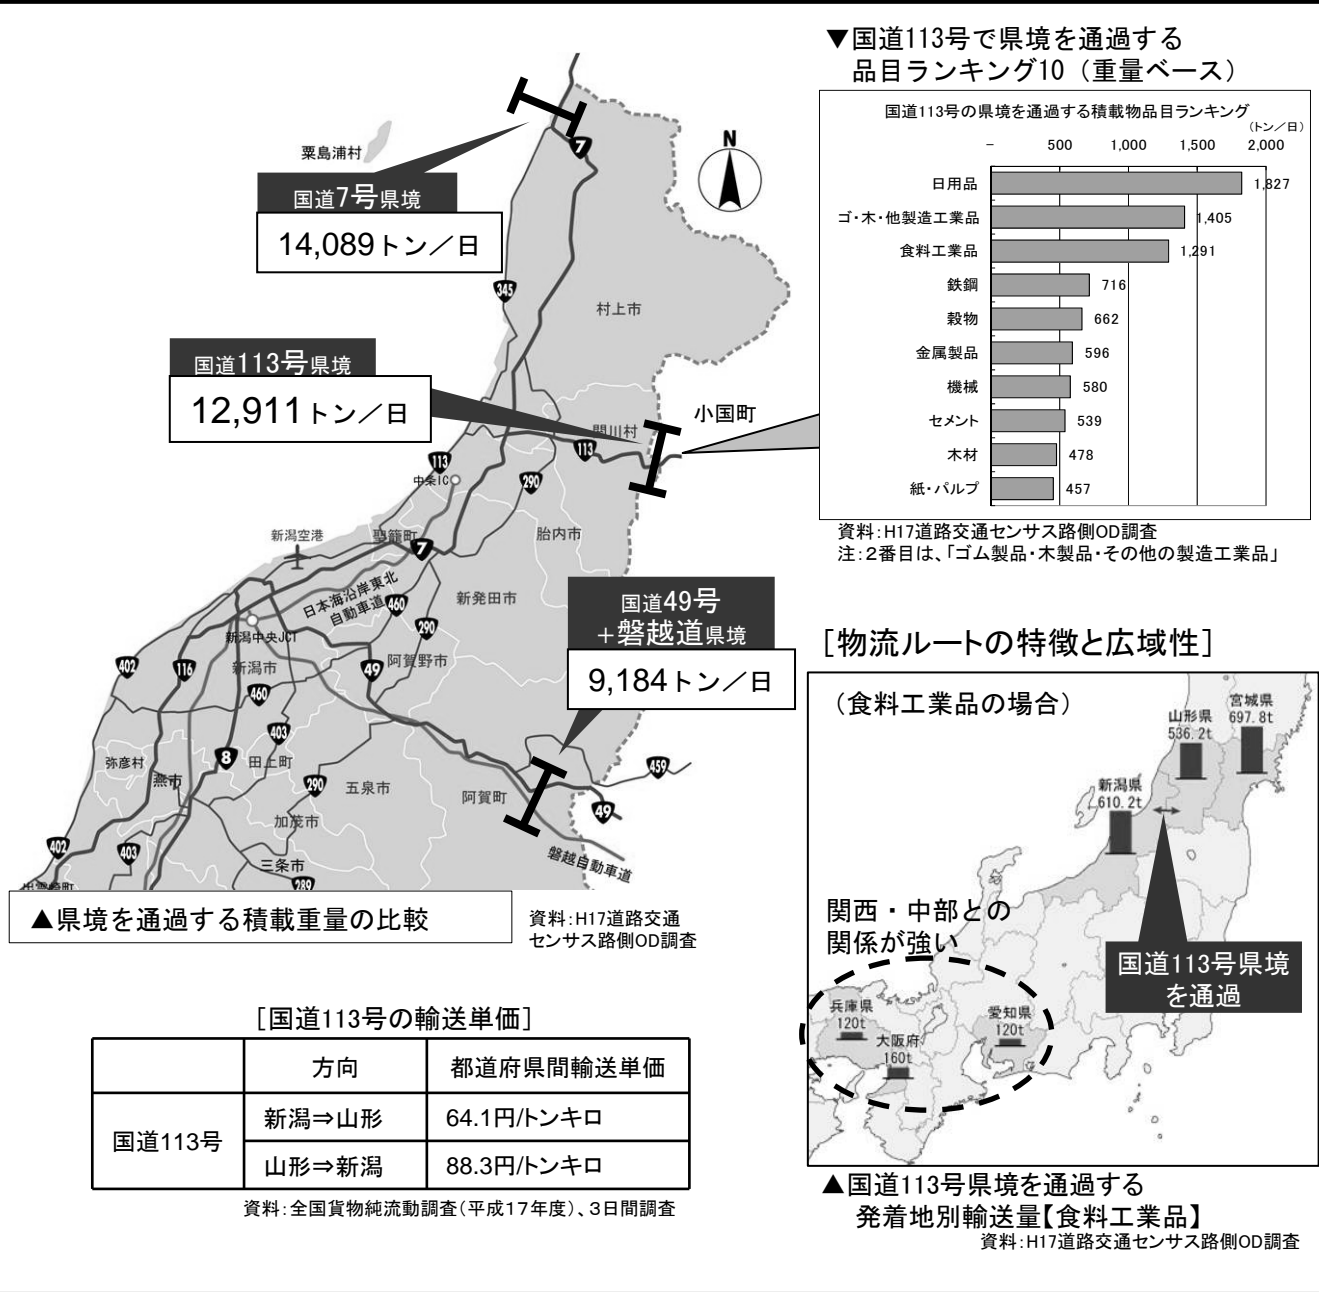 ▼国道113号で県境を通過する
品目ランキング10（重量ベース）
国道113号の県境を通過する積載物品目ランキング
（トン／日）
－ 500 1,000 1,500 2,000
日用品 1,827
ゴ・木・他製造工業品 1,405
食料工業品 1,291
鉄鋼 716
穀物 662
金属製品 596
機械 580
セメント 539
木材 478
紙・パルプ 457
資料：H17道路交通センサス路側OD調査
注：２番目は、「ゴム製品・木製品・その他の製造工業品」
N
粟島浦村
7
国道7号県境
14,089トン／日
345
村上市
国道113号県境
12,911トン／日
小国町
関川村
113
113
中条IC
290
新潟空港
聖籠町
7
胎内市
日本海沿岸東北
自動車道
460
新発田市
290
国道49号
＋磐越道県境
9,184トン／日
新潟中央JCT
402
116
新潟市
49
阿賀野市
460
403
8
田上町
弥彦村
燕市
290
五泉市
阿賀町
459
49
加茂市
402
403
三条市
磐越自動車道
289
出雲崎町
▲県境を通過する積載重量の比較
資料：H17道路交通
センサス路側OD調査
［国道113号の輸送単価］
方向 都道府県間輸送単価
国道113号
新潟⇒山形 64.1円/トンキロ
山形⇒新潟 88.3円/トンキロ
資料：全国貨物純流動調査（平成17年度）、３日間調査
［物流ルートの特徴と広域性］
（食料工業品の場合）
宮城県
697.8t
山形県
536.2t
新潟県
610.2t
関西・中部との
関係が強い
国道113号県境
を通過
兵庫県
120t
大阪府
160t
愛知県
120t
▲国道113号県境を通過する
発着地別輸送量【食料工業品】
資料：H17道路交通センサス路側OD調査